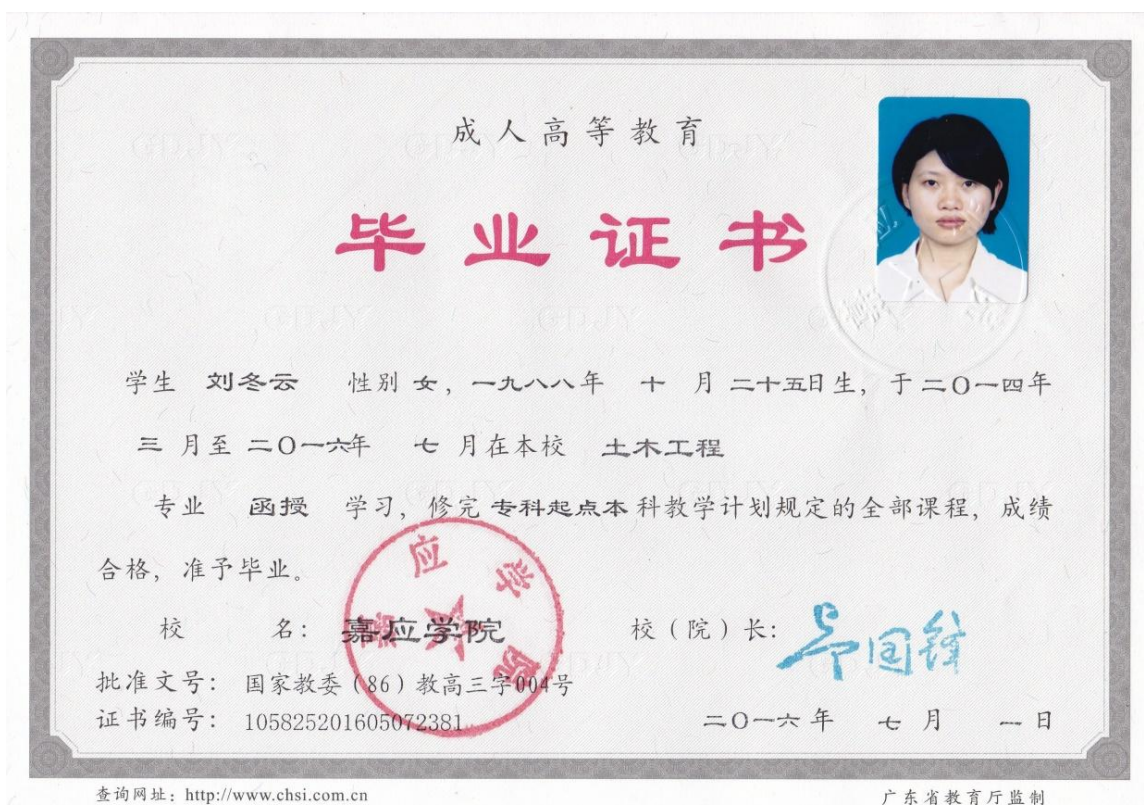 成人高等教育
毕业证书
学生 刘冬云 性别 女，一九八八年 十 月 二十五日生，于 二〇一四年
三 月至 二〇一六年 七 月在本校 土木工程
专业 函授 学习，修完 专科起点本 科教学计划规定的全部课程，成绩
合格，准予毕业。
校 名：嘉应学院 校（院）长：
批准文号：国家教委（86）教高三字004号
证书编号：105825201605072381 二〇一六 年 七 月 一 日
嘉应学院
查询网址：http://www.chsi.com.cn 广东省教育厅监制